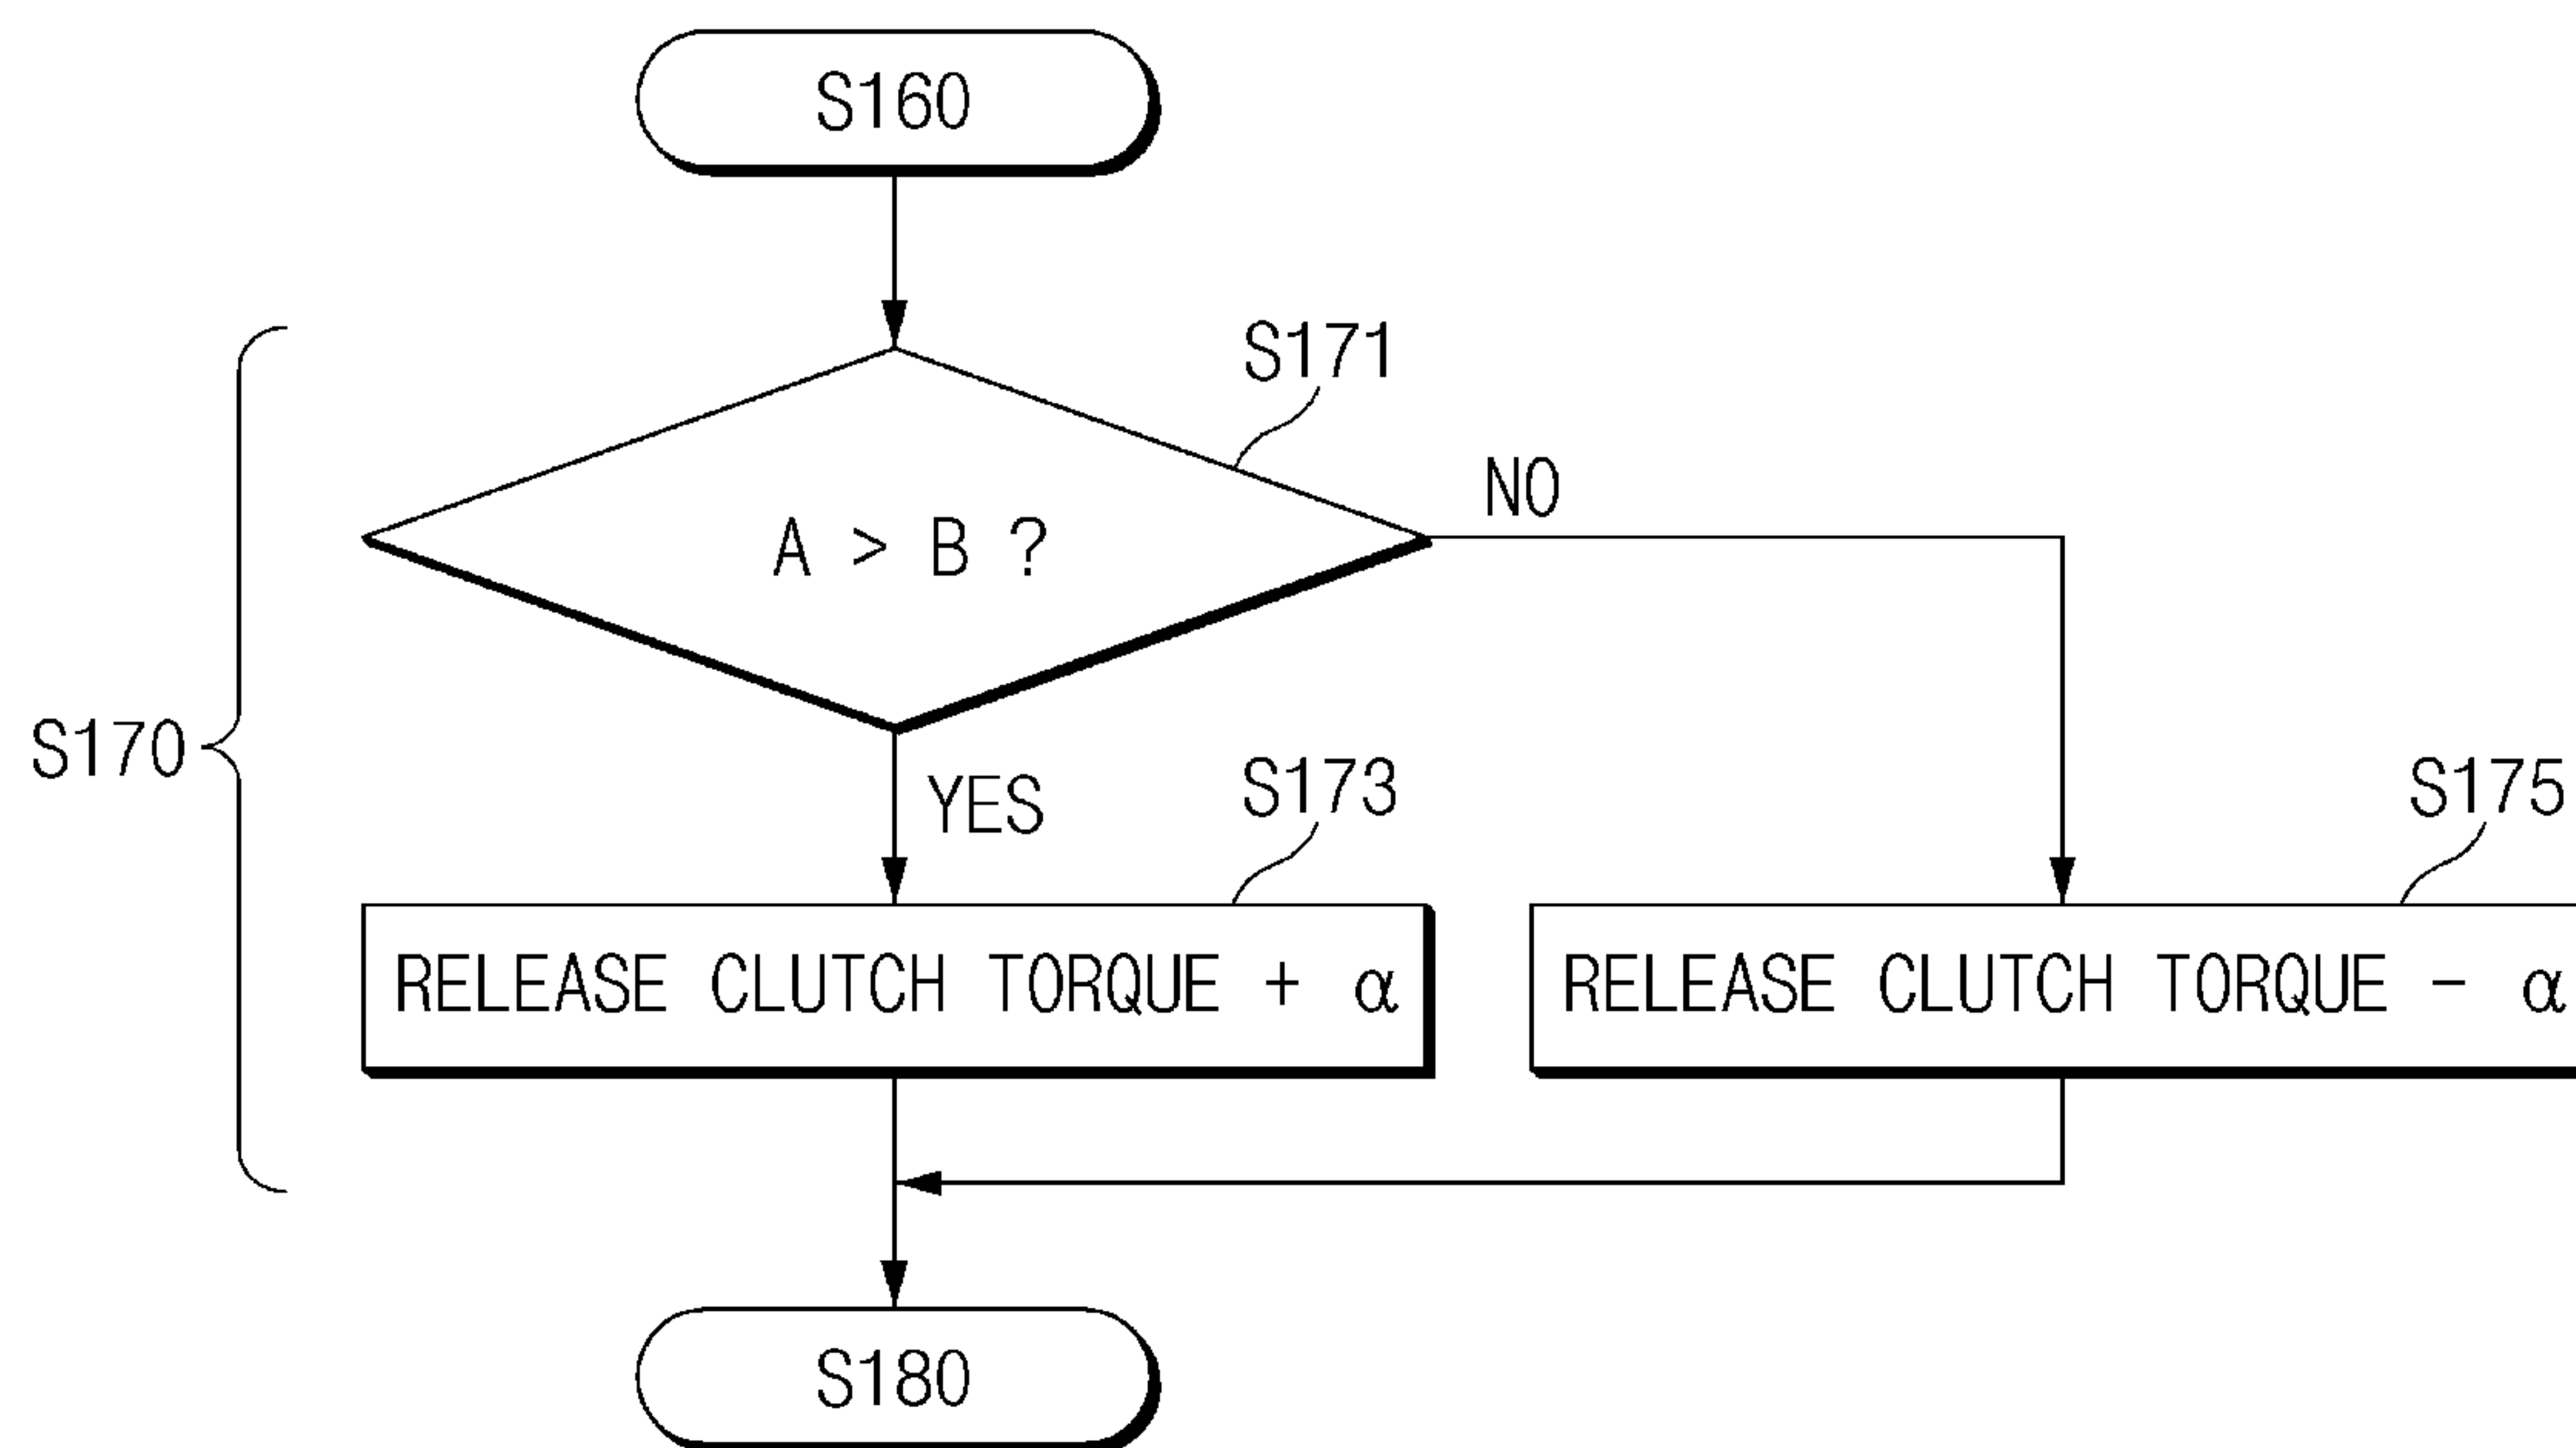 S160
S171
NO
A > B ?
S170
YES
S173
S175
RELEASE CLUTCH TORQUE + α
RELEASE CLUTCH TORQUE - α
S180